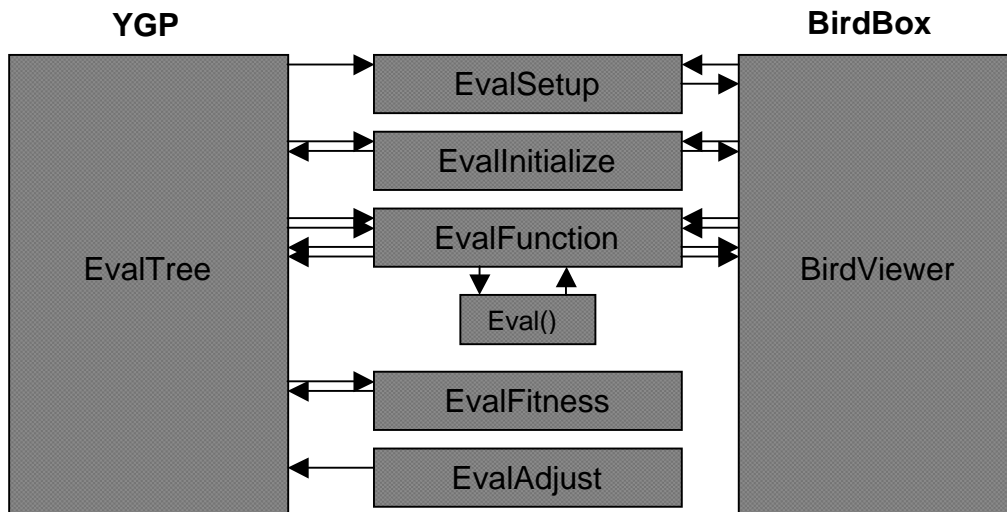 YGP
BirdBox
EvalSetup
EvalInitialize
EvalFunction
EvalTree
BirdViewer
Eval()
EvalFitness
EvalAdjust